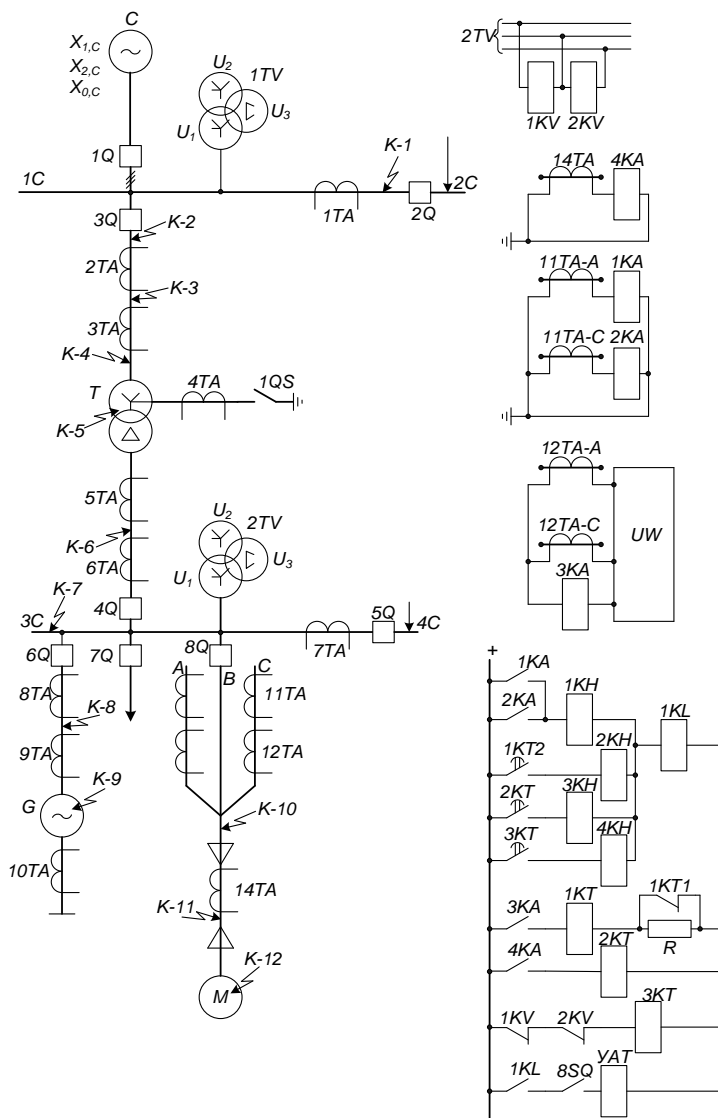 C
X1,C
X2,C
X0,C
U2
1TV
U3
U1
1Q
K-1
1C
2C
1TA
2Q
3Q
K-2
2TA
K-3
3TA
K-4
T
4TA
1QS
K-5
5TA
K-6
6TA
U2
2TV
U3
U1
K-7
4Q
3C
5Q
4C
6Q
7Q
8Q
7TA
A
B
C
8TA
11TA
K-8
9TA
12TA
G
K-9
K-10
10TA
14TA
K-11
K-12
M
2TV
1KV
2KV
14TA
4KA
11TA-A
1KA
11TA-C
2KA
12TA-A
12TA-C
UW
3KA
+
1KA
1KH
2KA
1KL
1KT2
2KH
2KT
3KH
3KT
4KH
3KA
1KT
1KT1
R
4KA
2KT
1KV
2KV
3KT
1KL
8SQ
УAT